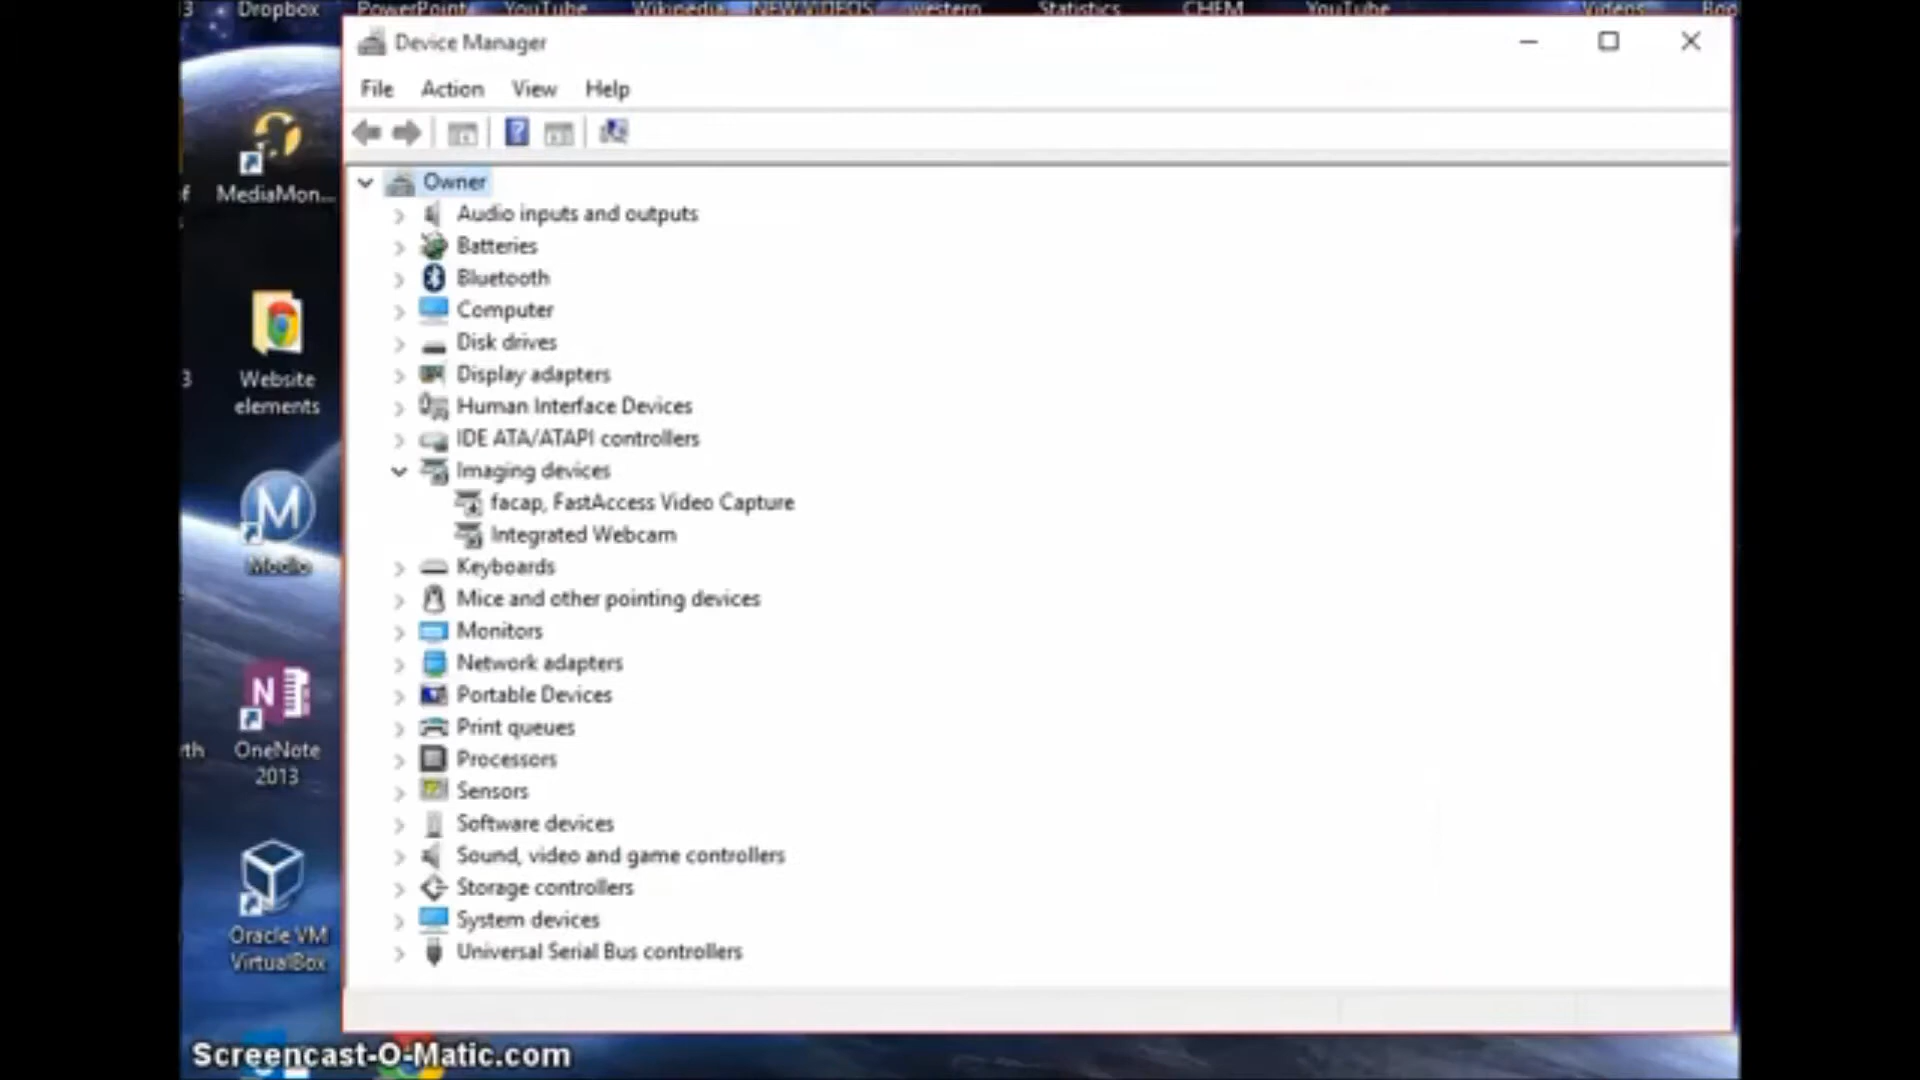 3 Dropbox PowerPoint YouTube Wikipedia NEW VIDEOS western Statistics CHEM YouTube Videos Boo
Device Manager
File Action View Help
MediaMon...
Website
elements
OneNote
2013
Oracle VM
VirtualBox
Owner
Audio inputs and outputs
Batteries
Bluetooth
Computer
Disk drives
Display adapters
Human Interface Devices
IDE ATA/ATAPI controllers
Imaging devices
facap, FastAccess Video Capture
Integrated Webcam
Keyboards
Mice and other pointing devices
Monitors
Network adapters
Portable Devices
Print queues
Processors
Sensors
Software devices
Sound, video and game controllers
Storage controllers
System devices
Universal Serial Bus controllers
Screencast-O-Matic.com